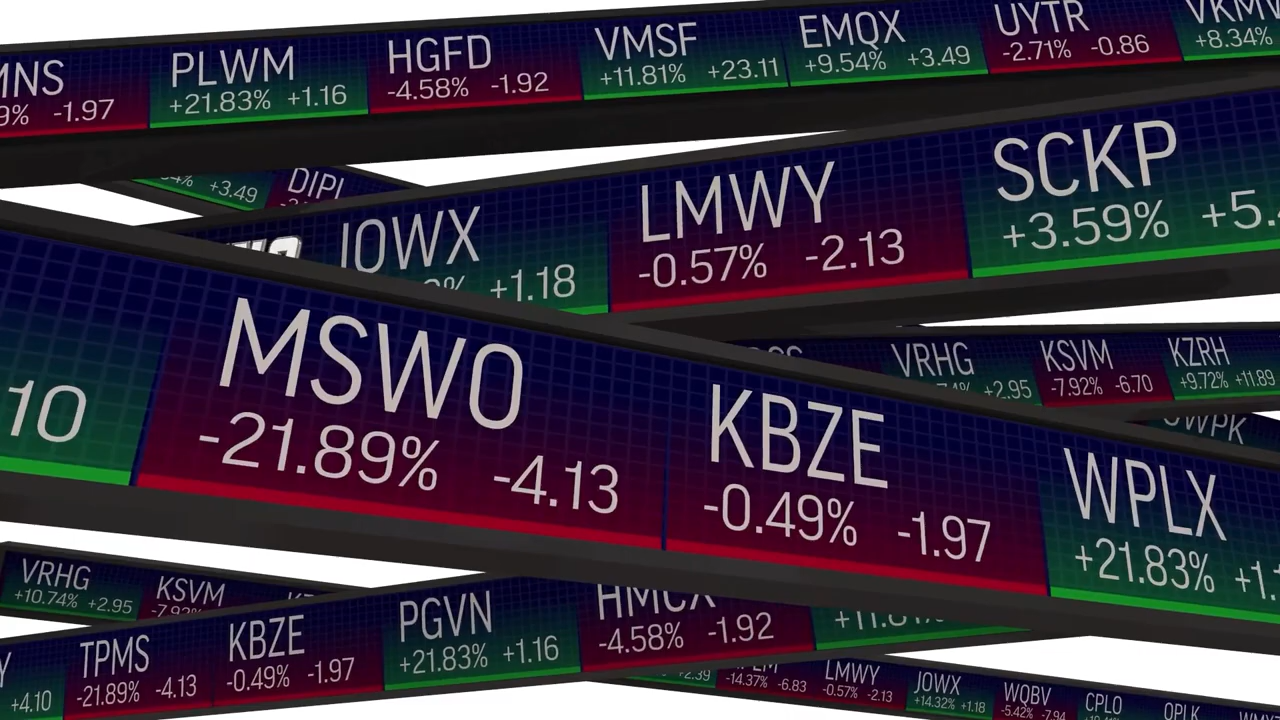 MNS
9% -1.97
PLWM
+21.83% +1.16
HGFD
-4.58% -1.92
VMSF
+11.81% +23.11
EMQX
+9.54% +3.49
UYTR
-2.71% -0.86
+8.34%
+3.49
DIPI
+1.18
LMWY
-0.57% -2.13
SCKP
+3.59% +5.
10
MSWO
-21.89% -4.13
KBZE
-0.49% -1.97
WPLX
+21.83%
VRHG
+2.95
KSVM
-7.92% -6.70
KZRH
+9.72% +11.89
VRHG
+10.74% +2.95
KSVM
+4.10
TPMS
-21.89% -4.13
KBZE
-0.49% -1.97
PGVN
+21.83% +1.16
-4.58% -1.92
-14.37% -6.83
LMWY
-0.57% -2.13
JOWX
+14.32% +1.18
WQBV
-5.42% -7.94
CPLO